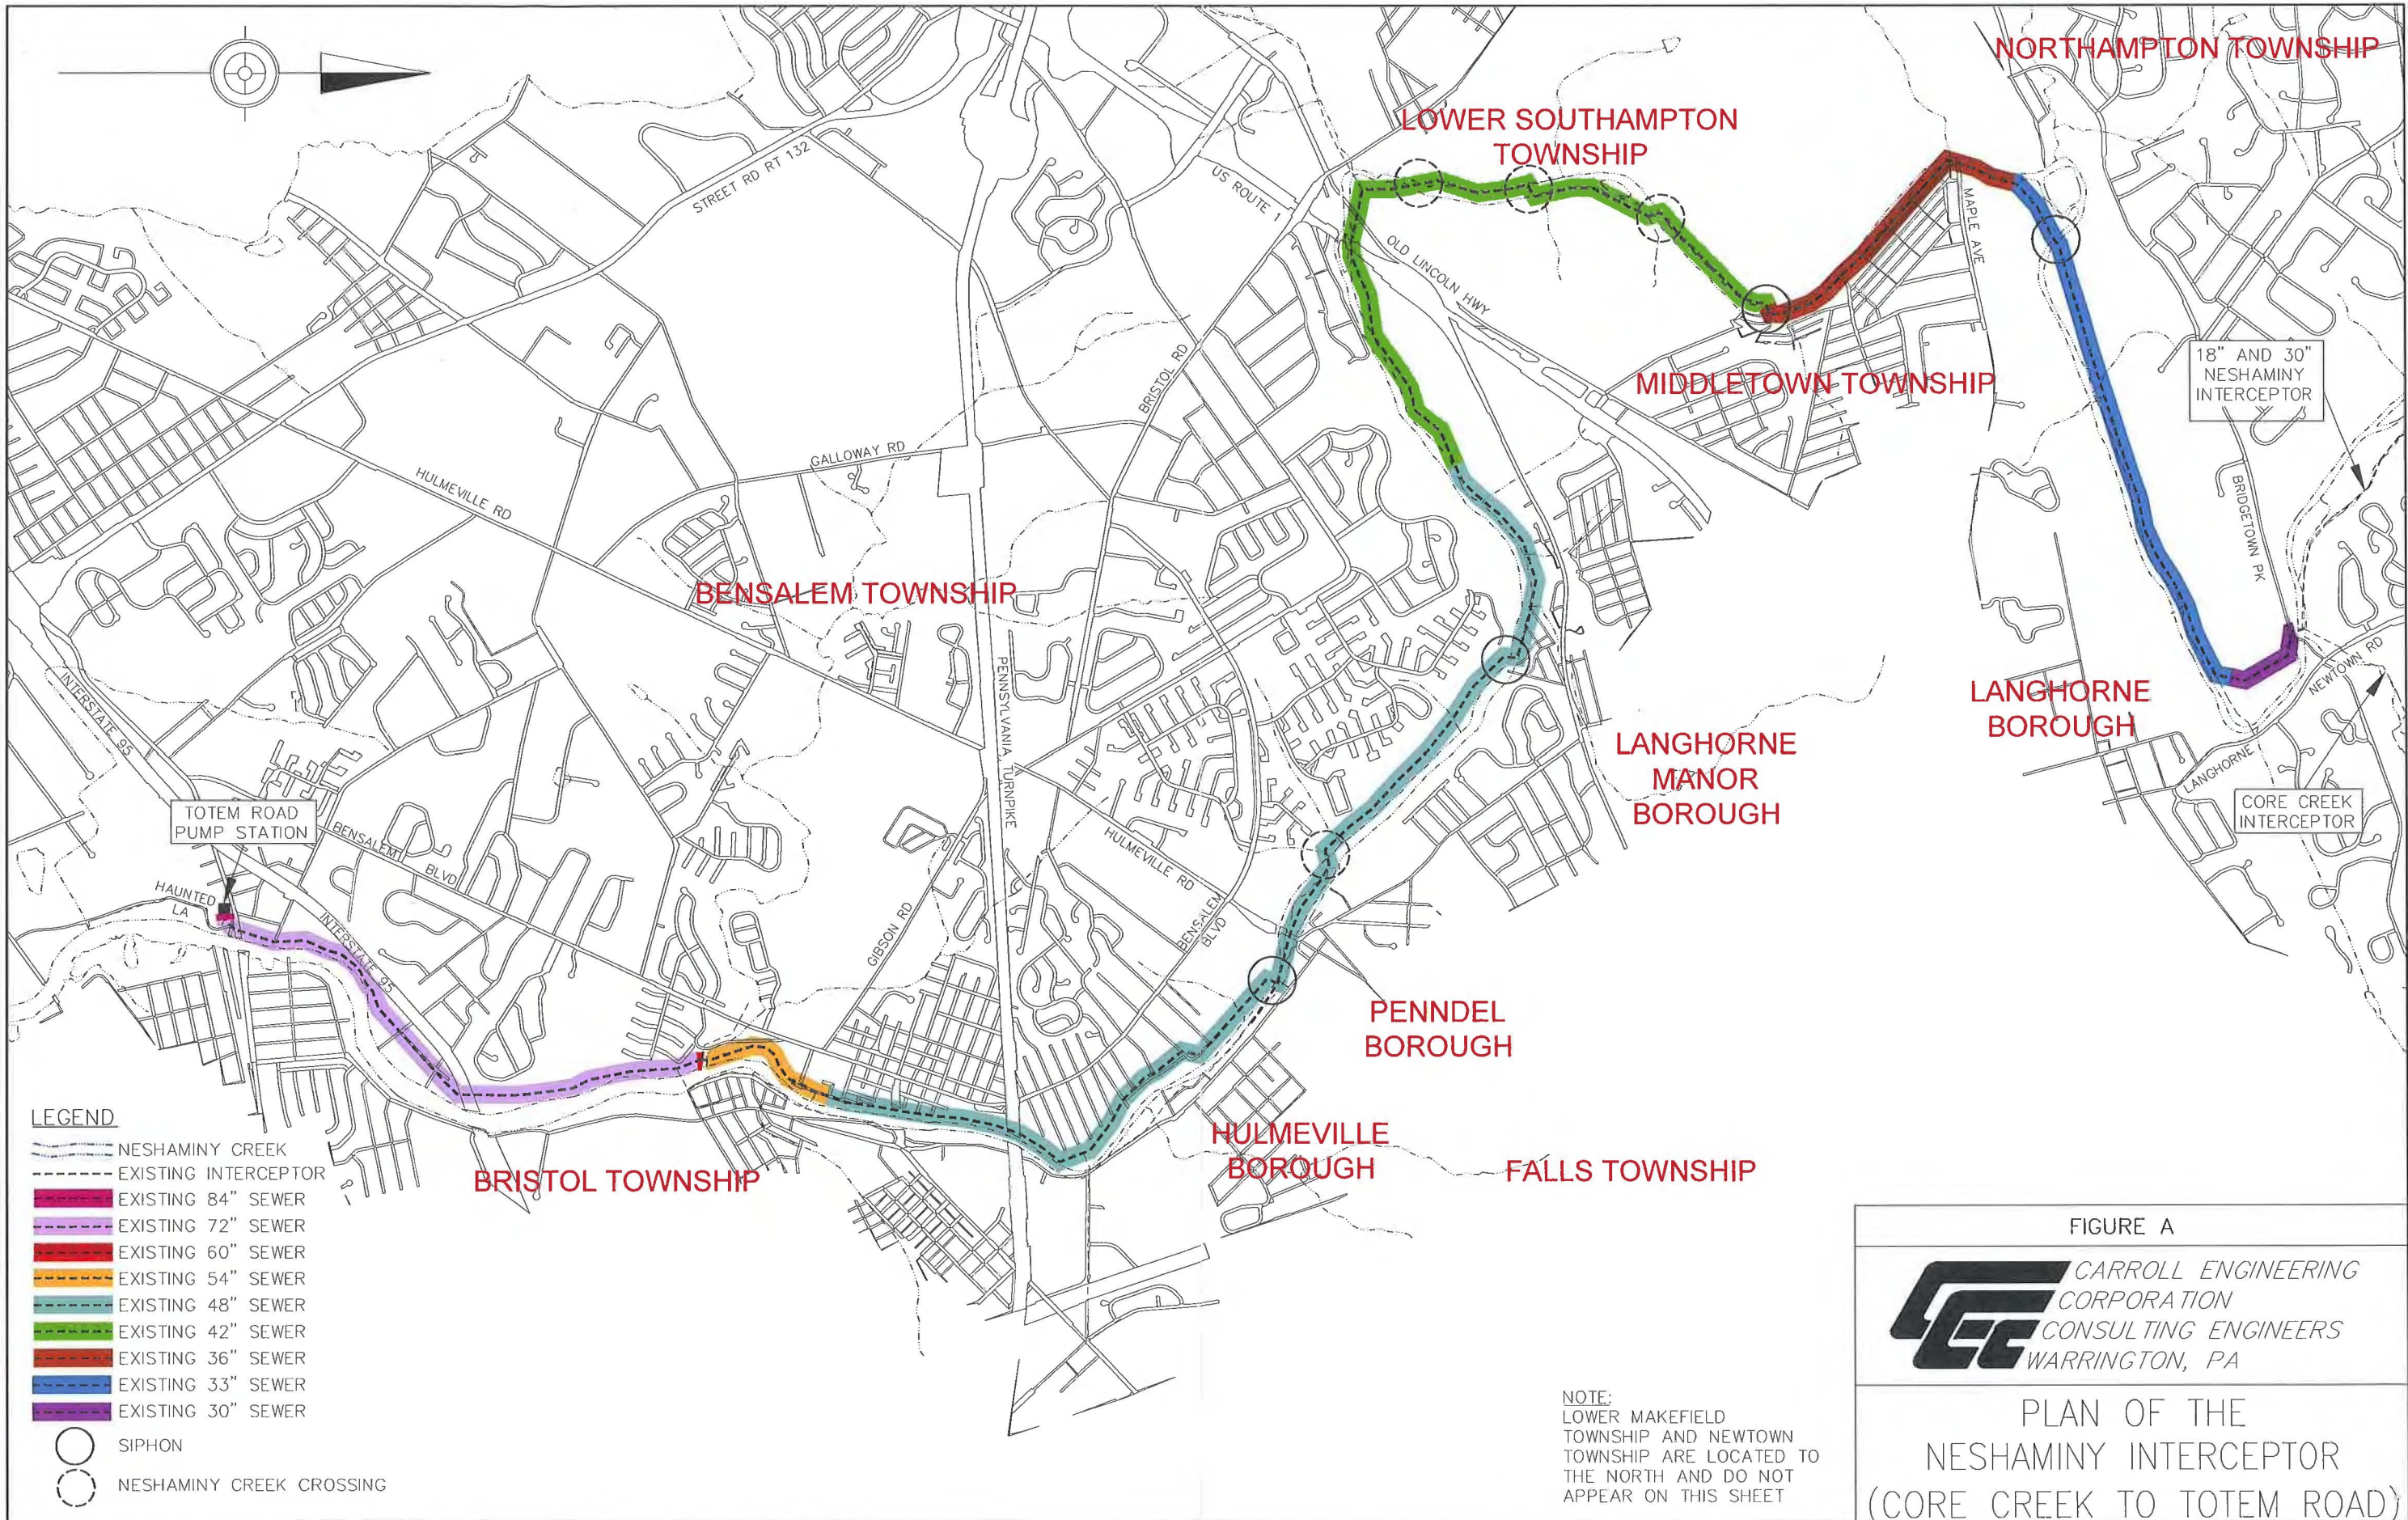 NORTHAMPTON TOWNSHIP
LOWER SOUTHAMPTON
TOWNSHIP
STREET RD RT 132
US ROUTE 1
MAPLE AVE
OLD LINCOLN HWY
BRISTOL RD
MIDDLETOWN TOWNSHIP
18" AND 30"
NESHAMINY
INTERCEPTOR
GALLOWAY RD
HULMEVILLE RD
BRIDGETOWN PK
BENSALEM TOWNSHIP
PENNSYLVANIA TURNPIKE
INTERSTATE 95
NEWTOWN RD
LANGHORNE
BOROUGH
LANGHORNE
MANOR
BOROUGH
LANGHORNE
CORE CREEK
INTERCEPTOR
TOTEM ROAD
PUMP STATION
BENSALEM BLVD
HULMEVILLE RD
HAUNTED
LA
INTERSTATE 95
GIBSON RD
BENSALEM
BLVD
PENNDEL
BOROUGH
HULMEVILLE
BOROUGH
FALLS TOWNSHIP
BRISTOL TOWNSHIP
LEGEND
NESHAMINY CREEK
EXISTING INTERCEPTOR
EXISTING 84" SEWER
EXISTING 72" SEWER
EXISTING 60" SEWER
EXISTING 54" SEWER
EXISTING 48" SEWER
EXISTING 42" SEWER
EXISTING 36" SEWER
EXISTING 33" SEWER
EXISTING 30" SEWER
SIPHON
NESHAMINY CREEK CROSSING
NOTE:
LOWER MAKEFIELD
TOWNSHIP AND NEWTOWN
TOWNSHIP ARE LOCATED TO
THE NORTH AND DO NOT
APPEAR ON THIS SHEET
FIGURE A
CEC
CARROLL ENGINEERING
CORPORATION
CONSULTING ENGINEERS
WARRINGTON, PA
PLAN OF THE
NESHAMINY INTERCEPTOR
(CORE CREEK TO TOTEM ROAD)